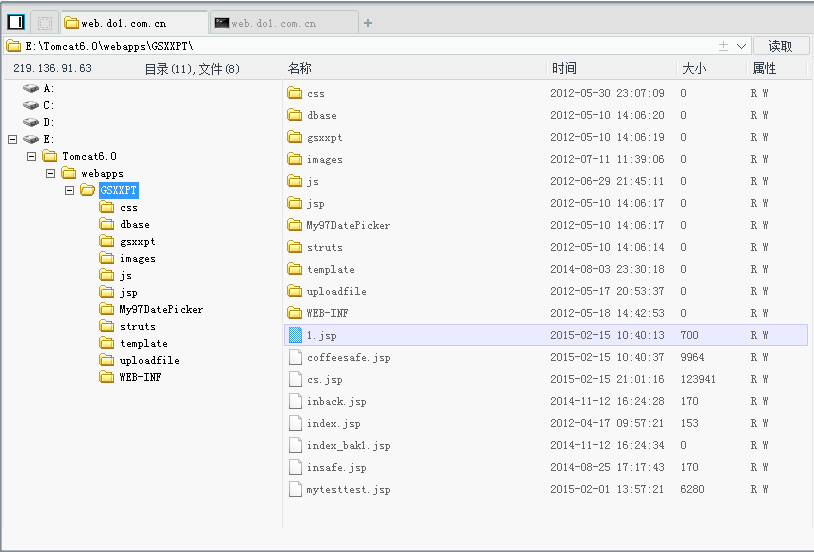 web.do1.com.cn web.do1.com.cn +
E:\Tomcat6.0\webapps\GSXXPT\ 读取
219.136.91.63 目录(11),文件(8)
A:
C:
D:
E:
Tomcat6.0
webapps
GSXXPT
css
dbase
gsxxpt
images
js
jsp
My97DatePicker
struts
template
uploadfile
WEB-INF
名称 时间 大小 属性
css 2012-05-30 23:07:09 0 R W
dbase 2012-05-10 14:06:20 0 R W
gsxxpt 2012-05-10 14:06:19 0 R W
images 2012-07-11 11:39:06 0 R W
js 2012-06-29 21:45:11 0 R W
jsp 2012-05-10 14:06:17 0 R W
My97DatePicker 2012-05-10 14:06:17 0 R W
struts 2012-05-10 14:06:14 0 R W
template 2014-08-03 23:30:18 0 R W
uploadfile 2012-05-17 20:53:37 0 R W
WEB-INF 2012-05-18 14:42:53 0 R W
1.jsp 2015-02-15 10:40:13 700 R W
coffeesafe.jsp 2015-02-15 10:40:37 9964 R W
cs.jsp 2015-02-15 21:01:16 123941 R W
inback.jsp 2014-11-12 16:24:28 170 R W
index.jsp 2012-04-17 09:57:21 153 R W
index_bak1.jsp 2014-11-12 16:24:34 0 R W
insafe.jsp 2014-08-25 17:17:43 170 R W
mytesttest.jsp 2015-02-01 13:57:21 6280 R W